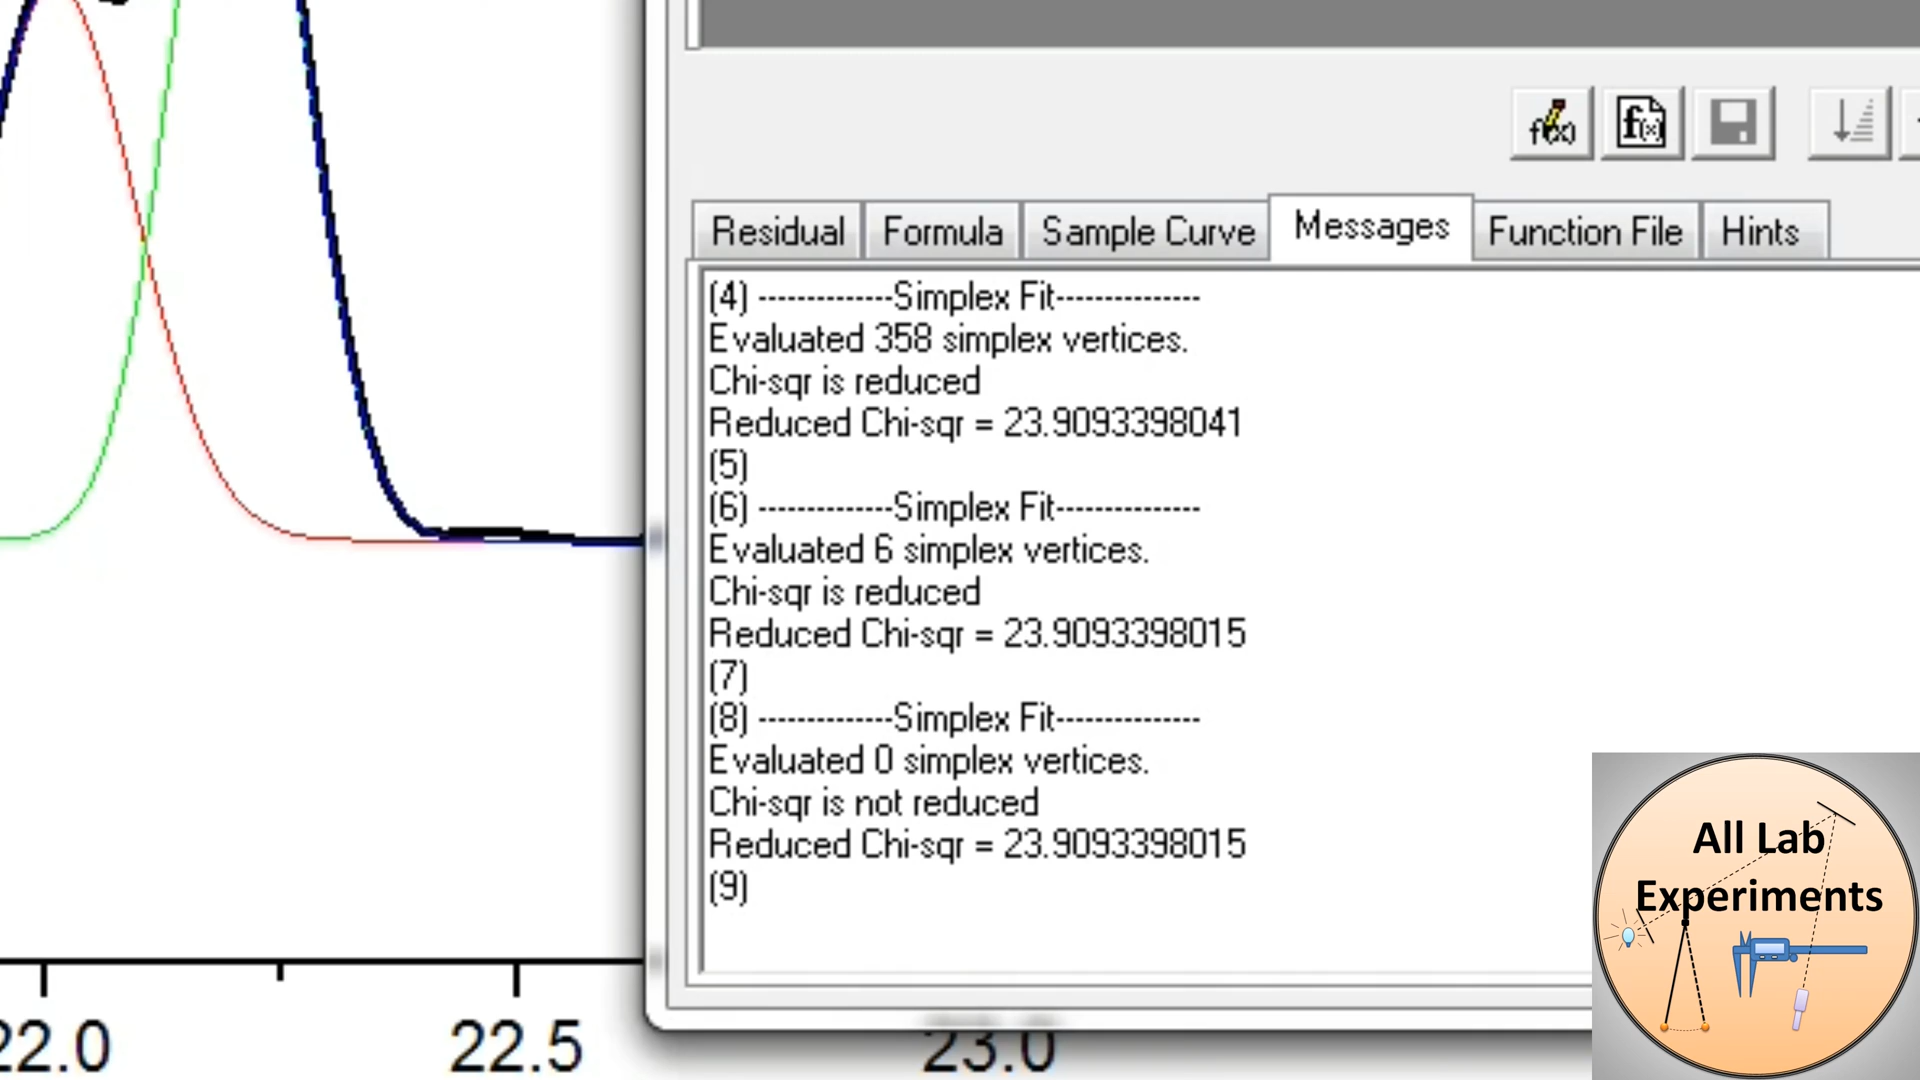 f(x)
f(x)
Residual Formula Sample Curve Messages Function File Hints
(4) --------------Simplex Fit---------------
Evaluated 358 simplex vertices.
Chi-sqr is reduced
Reduced Chi-sqr = 23.9093398041
(5)
(6) --------------Simplex Fit---------------
Evaluated 6 simplex vertices.
Chi-sqr is reduced
Reduced Chi-sqr = 23.9093398015
(7)
(8) --------------Simplex Fit---------------
Evaluated 0 simplex vertices.
Chi-sqr is not reduced
Reduced Chi-sqr = 23.9093398015
(9)
All Lab
Experiments
22.0 22.5 23.0